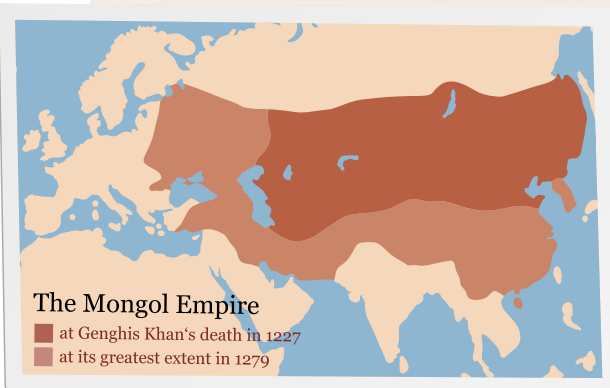 The Mongol Empire
at Genghis Khan‘s death in 1227
at its greatest extent in 1279